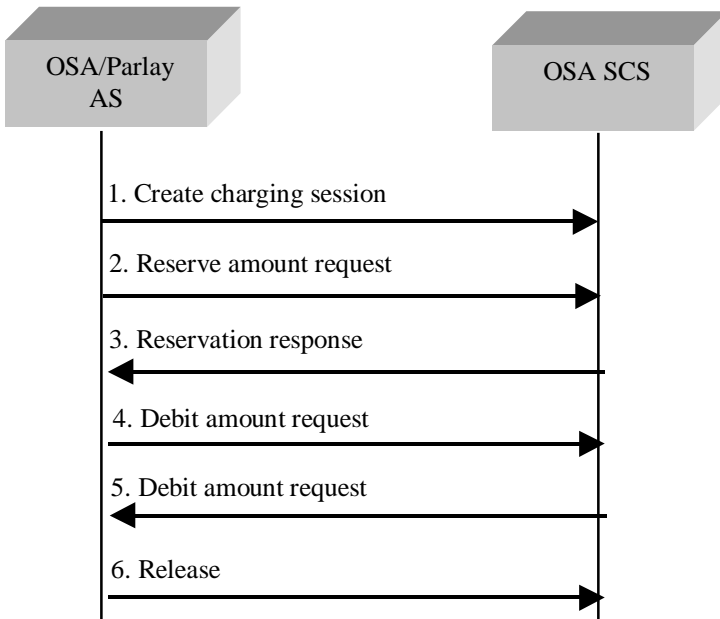 OSA/Parlay
AS
OSA SCS
1. Create charging session
2. Reserve amount request
3. Reservation response
4. Debit amount request
5. Debit amount request
6. Release